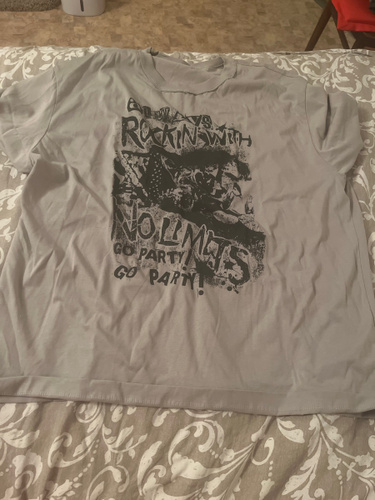 ROCKIN WITH
NO LIMITS
GO PARTY
GO PARTY!